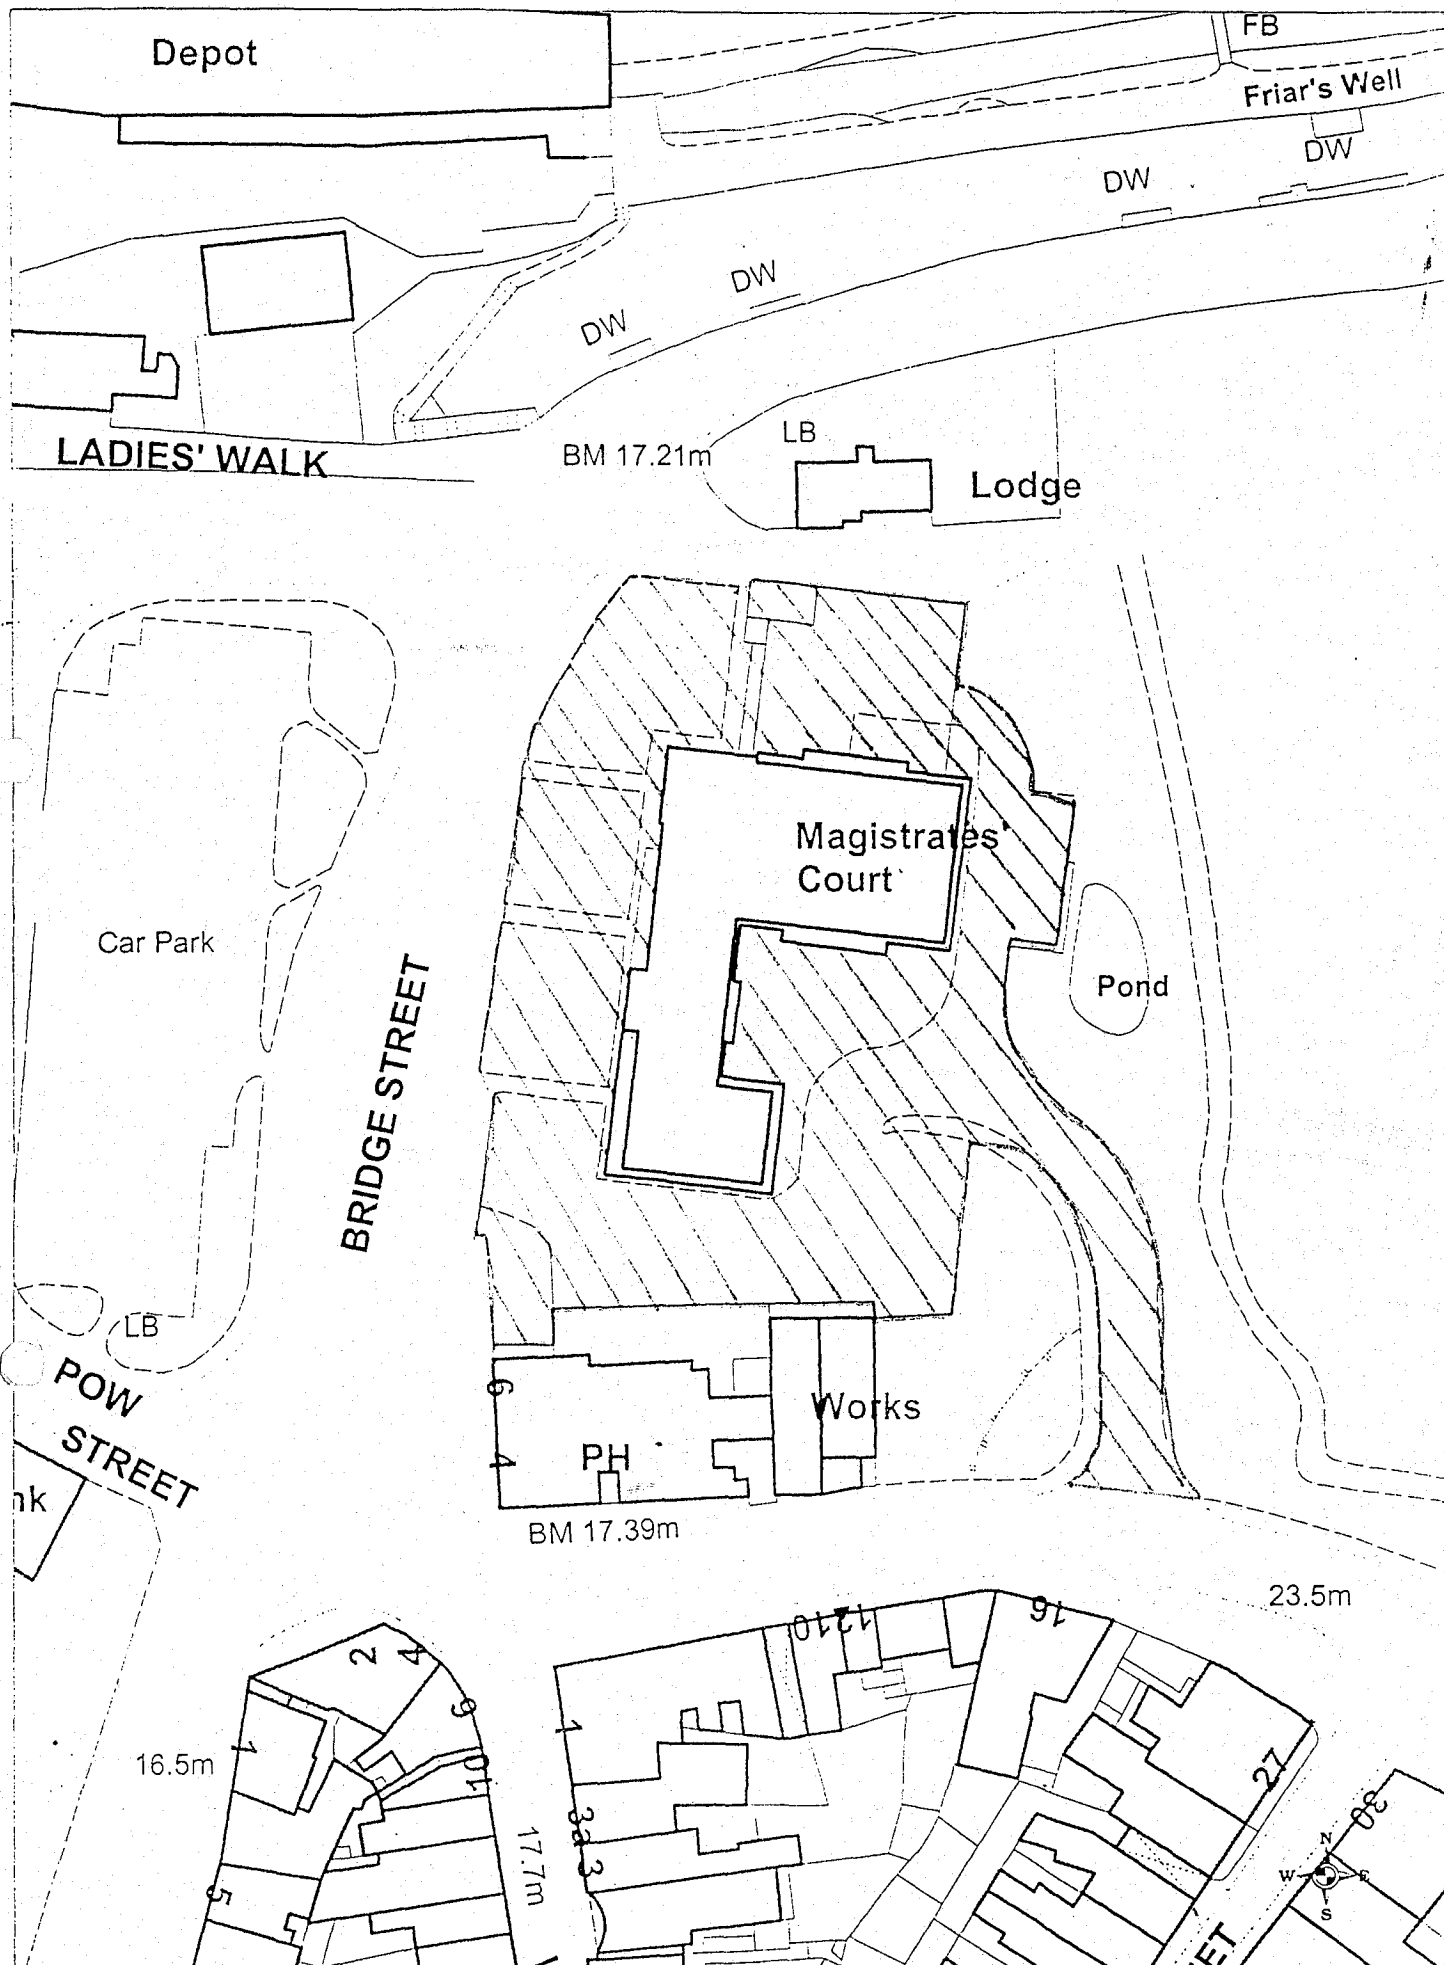 Depot
FB
Friar's Well
DW
DW
DW
DW
LADIES' WALK
BM 17.21m
LB
Lodge
Magistrates'
Court
Car Park
Pond
BRIDGE STREET
LB
POW
STREET
6
4
PH
Works
nk
BM 17.39m
23.5m
2
4
6
10
1
16.5m
5
1
3a
3
17.7m
10
12
16
27
30
N
W
E
S
EET